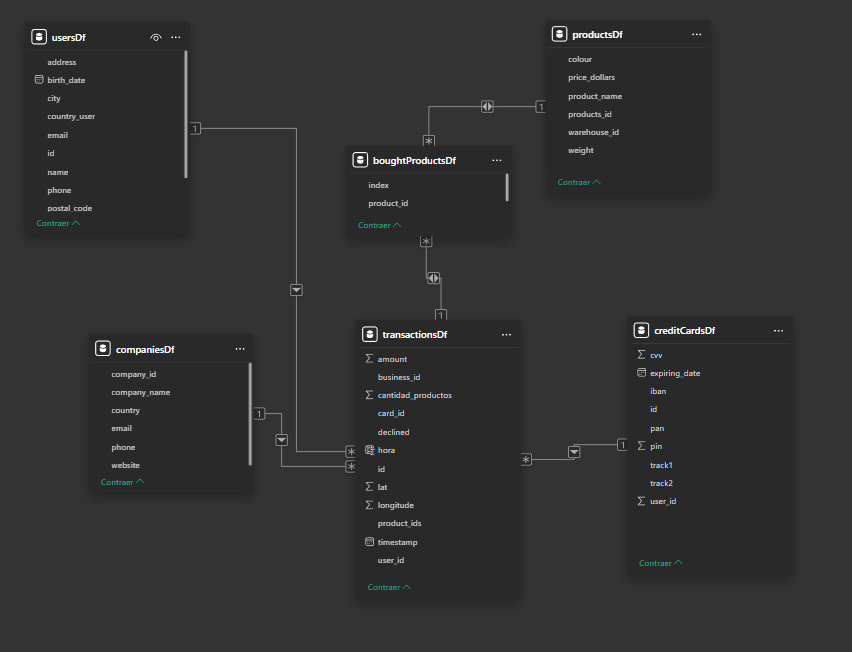 usersDf
address
birth_date
city
country_user
email
id
name
phone
postal_code
Contraer
productsDf
colour
price_dollars
product_name
products_id
warehouse_id
weight
Contraer
boughtProductsDf
index
product_id
Contraer
companiesDf
company_id
company_name
country
email
phone
website
Contraer
transactionsDf
amount
business_id
cantidad_productos
card_id
declined
hora
id
lat
longitude
product_ids
timestamp
user_id
Contraer
creditCardsDf
cvv
expiring_date
iban
id
pan
pin
track1
track2
user_id
Contraer
1
1
*
*
1
1
*
*
*
1